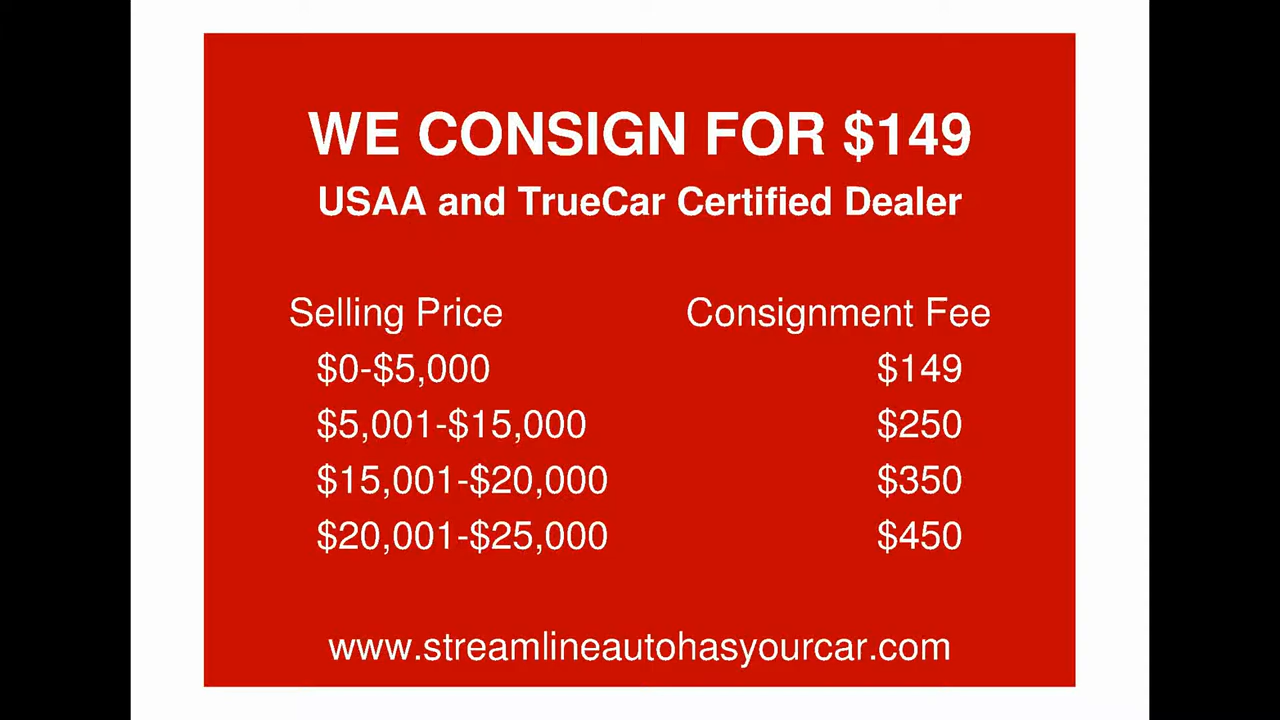 WE CONSIGN FOR $149
USAA and TrueCar Certified Dealer
Selling Price Consignment Fee
$0-$5,000 $149
$5,001-$15,000 $250
$15,001-$20,000 $350
$20,001-$25,000 $450
www.streamlineautohasyourcar.com